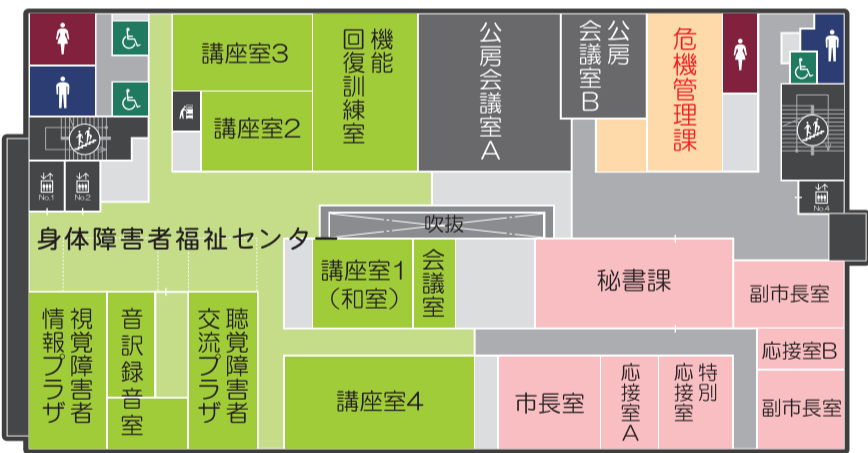 講座室3
機能
回復訓練室
公房会議室A
公房
会議室B
危機管理課
講座室2
No.1
No.2
No.4
身体障害者福祉センター
吹抜
講座室1
（和室）
会議室
秘書課
副市長室
視覚障害者
情報プラザ
音訳録音室
聴覚障害者
交流プラザ
講座室4
市長室
応接室A
特別
応接室
応接室B
副市長室